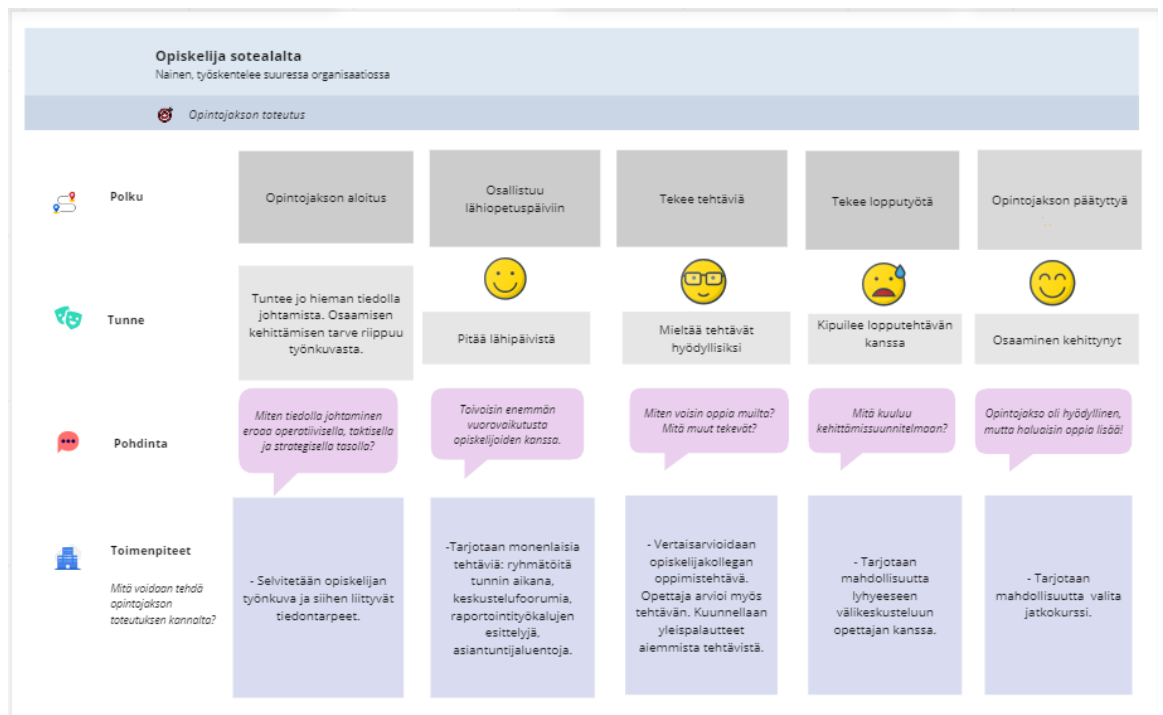 Opiskelija sotealalta
Nainen, työskentelee suuressa organisaatiossa
Opintojakson toteutus
Polku
Opintojakson aloitus
Osallistuu
lähiopetuspäiviin
Tekee tehtäviä
Tekee lopputyötä
Opintojakson päätyttyä
Tunne
Tuntee jo hieman tiedolla
johtamista. Osaamisen
kehittämisen tarve riippuu
työnkuvasta.
Pitää lähipäivistä
Mieltää tehtävät
hyödyllisiksi
Kipuilee lopputehtävän
kanssa
Osaaminen kehittynyt
Pohdinta
Miten tiedolla johtaminen
eroaa operatiivisella, taktisella
ja strategisella tasolla?
Toivoisin enemmän
vuorovaikutusta
opiskelijoiden kanssa.
Miten voisin oppia muilta?
Mitä muut tekevät?
Mitä kuuluu
kehittämissuunnitelmaan?
Opintojakso oli hyödyllinen,
mutta haluaisin oppia lisää!
Toimenpiteet
Mitä voidaan tehdä
opintojakson
toteutuksen kannalta?
- Selvitetään opiskelijan
työnkuva ja siihen liittyvät
tiedontarpeet.
-Tarjotaan monenlaisia
tehtäviä: ryhmätöitä
tunnin aikana,
keskustelufoorumia,
raportointityökalujen
esittelyjä,
asiantuntijaluentoja.
- Vertaisarvioidaan
opiskelijakollegan
oppimistehtävä.
Opettaja arvioi myös
tehtävän. Kuunnellaan
yleispalautteet
aiemmista tehtävistä.
- Tarjotaan
mahdollisuutta
lyhyeeseen
välikeskusteluun
opettajan kanssa.
- Tarjotaan
mahdollisuutta valita
jatkokurssi.